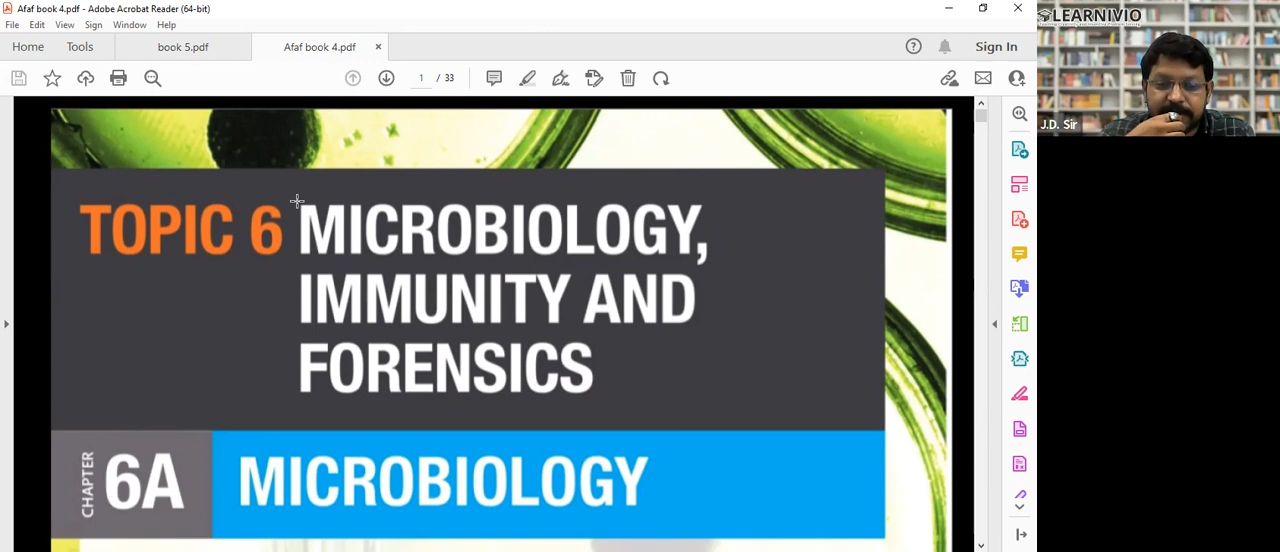 Afaf book 4.pdf - Adobe Acrobat Reader (64-bit)
File Edit View Sign Window Help
Home Tools book 5.pdf Afaf book 4.pdf × Sign In
1 / 33
TOPIC 6 MICROBIOLOGY,
IMMUNITY AND
FORENSICS
CHAPTER 6A MICROBIOLOGY
LEARNIVIO
J.D. Sir